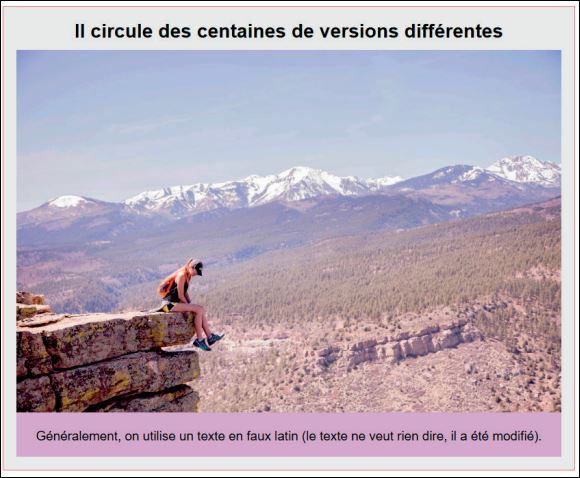 Il circule des centaines de versions différentes
Généralement, on utilise un texte en faux latin (le texte ne veut rien dire, il a été modifié).